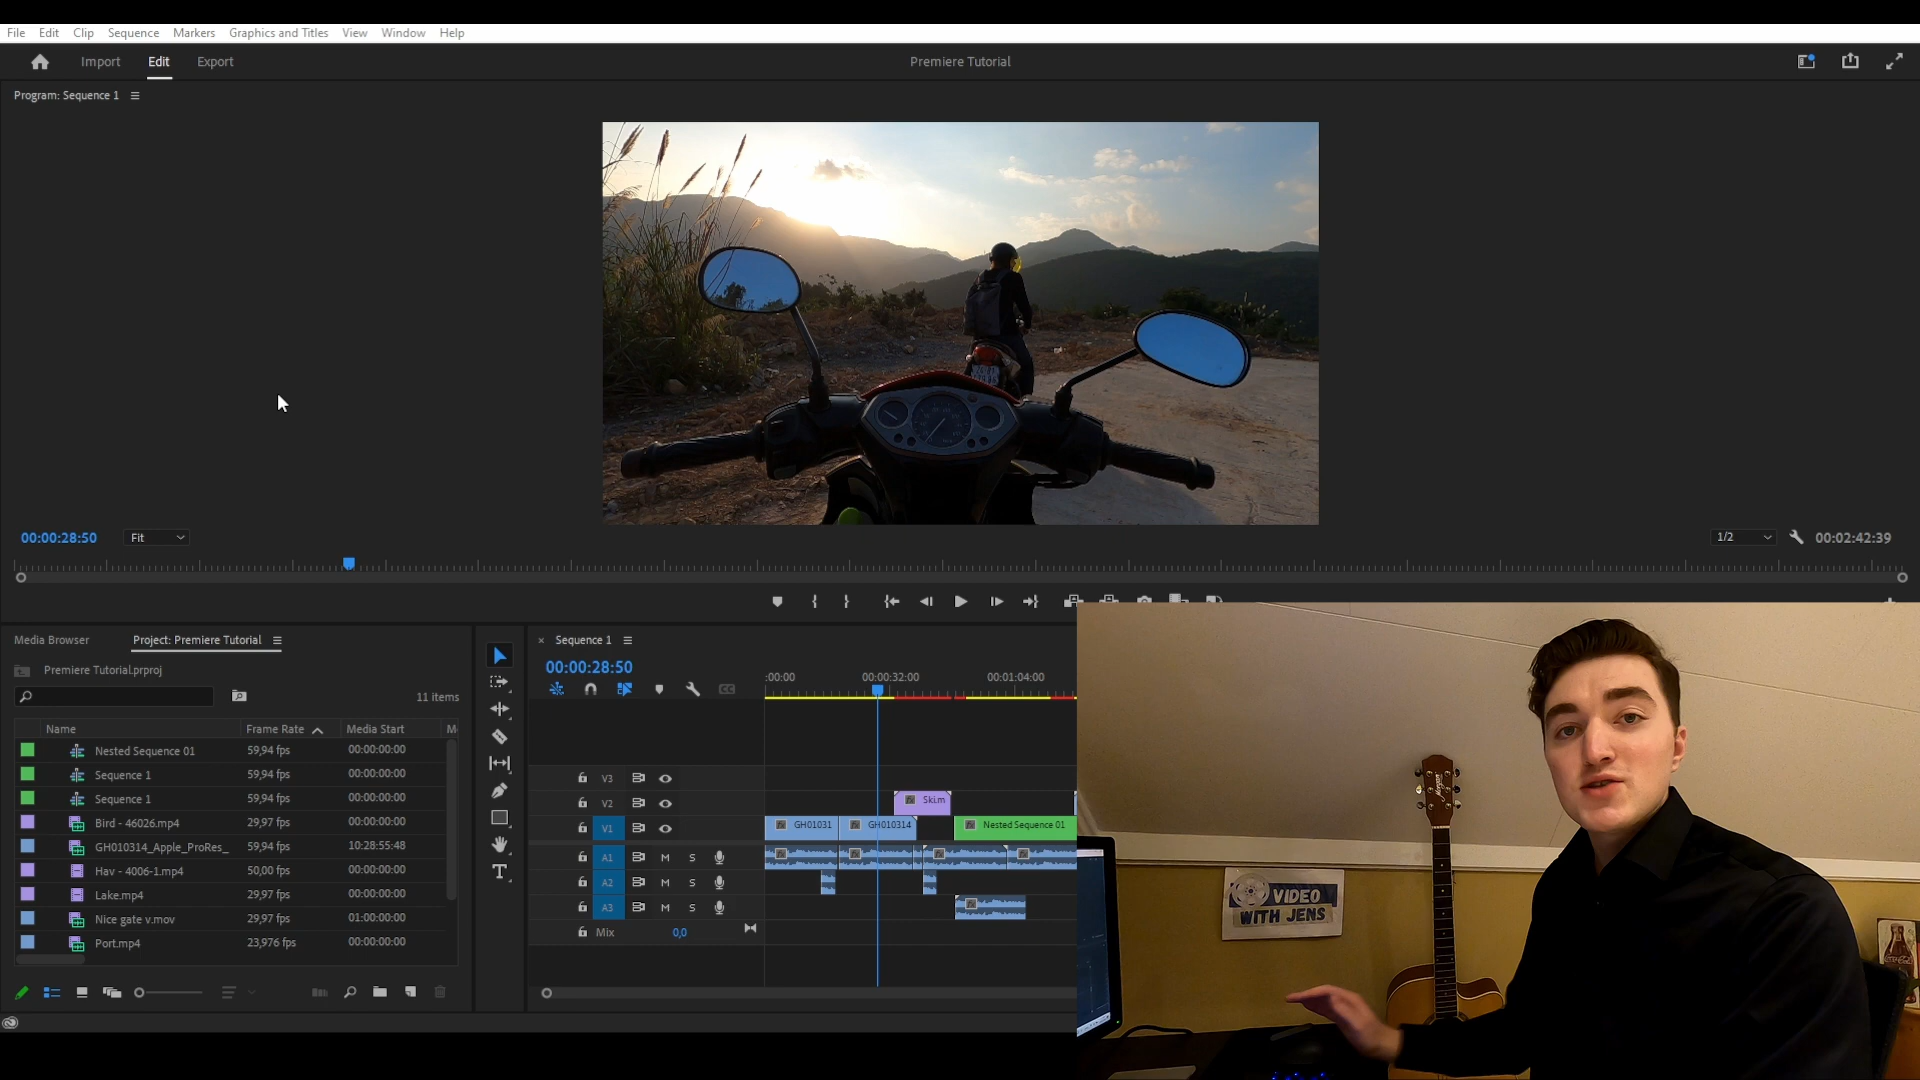 File Edit Clip Sequence Markers Graphics and Titles View Window Help
Import Edit Export Premiere Tutorial
Program: Sequence 1
00:00:28:50 Fit 1/2 00:02:42:39
Media Browser Project: Premiere Tutorial
Premiere Tutorial.prproj
11 items
Name Frame Rate Media Start M
Nested Sequence 01 59,94 fps 00:00:00:00
Sequence 1 59,94 fps 00:00:00:00
Sequence 1 59,94 fps 00:00:00:00
Bird - 46026.mp4 29,97 fps 00:00:00:00
GH010314_Apple_ProRes_ 59,94 fps 10:28:55:48
Hav - 4006-1.mp4 50,00 fps 00:00:00:00
Lake.mp4 29,97 fps 00:00:00:00
Nice gate v.mov 29,97 fps 01:00:00:00
Port.mp4 23,976 fps 00:00:00:00
× Sequence 1
00:00:28:50
:00:00 00:00:32:00 00:01:04:00
V3
V2 Ski.m
V1 GH01031 GH010314 Nested Sequence 01
A1 M S
A2 M S
A3 M S
Mix 0,0
VIDEO
WITH JENS
Morgan